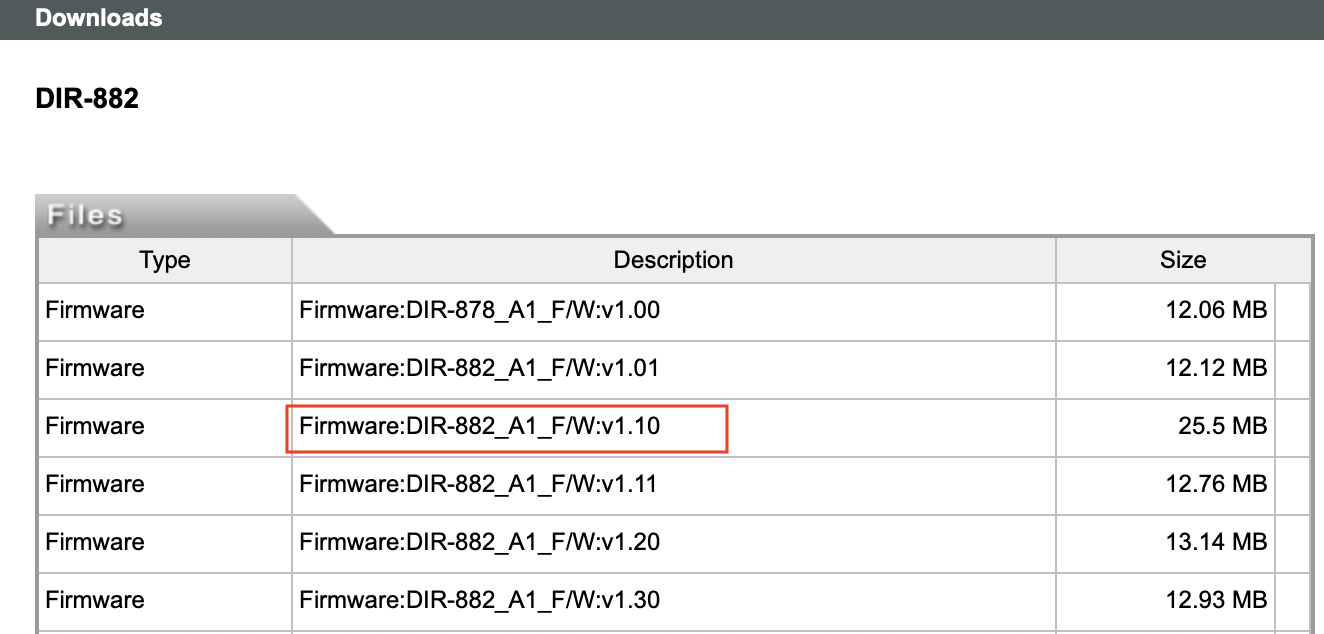 Downloads
DIR-882
Files
Type Description Size
Firmware Firmware:DIR-878_A1_F/W:v1.00 12.06 MB
Firmware Firmware:DIR-882_A1_F/W:v1.01 12.12 MB
Firmware Firmware:DIR-882_A1_F/W:v1.10 25.5 MB
Firmware Firmware:DIR-882_A1_F/W:v1.11 12.76 MB
Firmware Firmware:DIR-882_A1_F/W:v1.20 13.14 MB
Firmware Firmware:DIR-882_A1_F/W:v1.30 12.93 MB